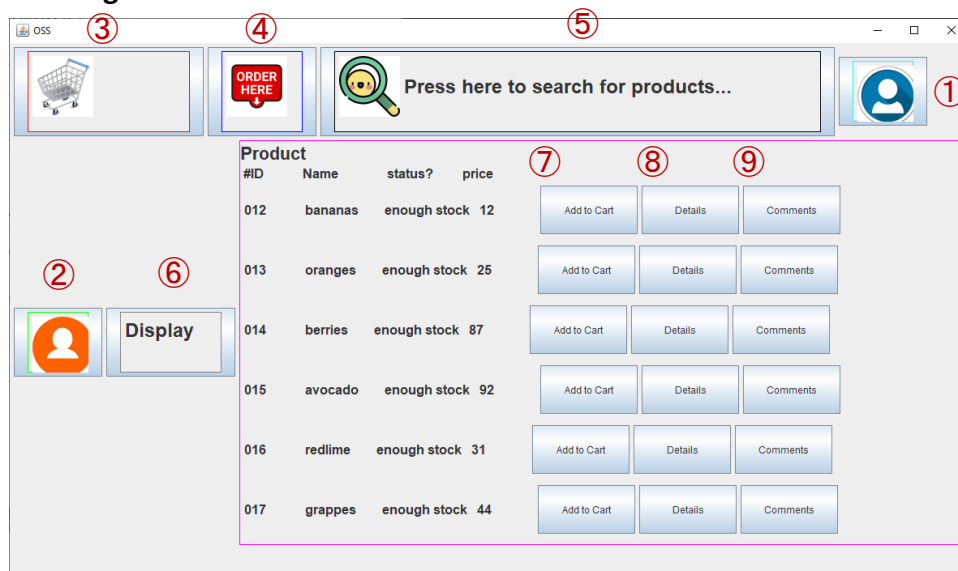 OSS
③ ④ ⑤
ORDER
HERE
Press here to search for products...
①
Product
#ID Name status? price
⑦ ⑧ ⑨
012 bananas enough stock 12 Add to Cart Details Comments
013 oranges enough stock 25 Add to Cart Details Comments
② ⑥
Display
014 berries enough stock 87 Add to Cart Details Comments
015 avocado enough stock 92 Add to Cart Details Comments
016 redlime enough stock 31 Add to Cart Details Comments
017 grappes enough stock 44 Add to Cart Details Comments